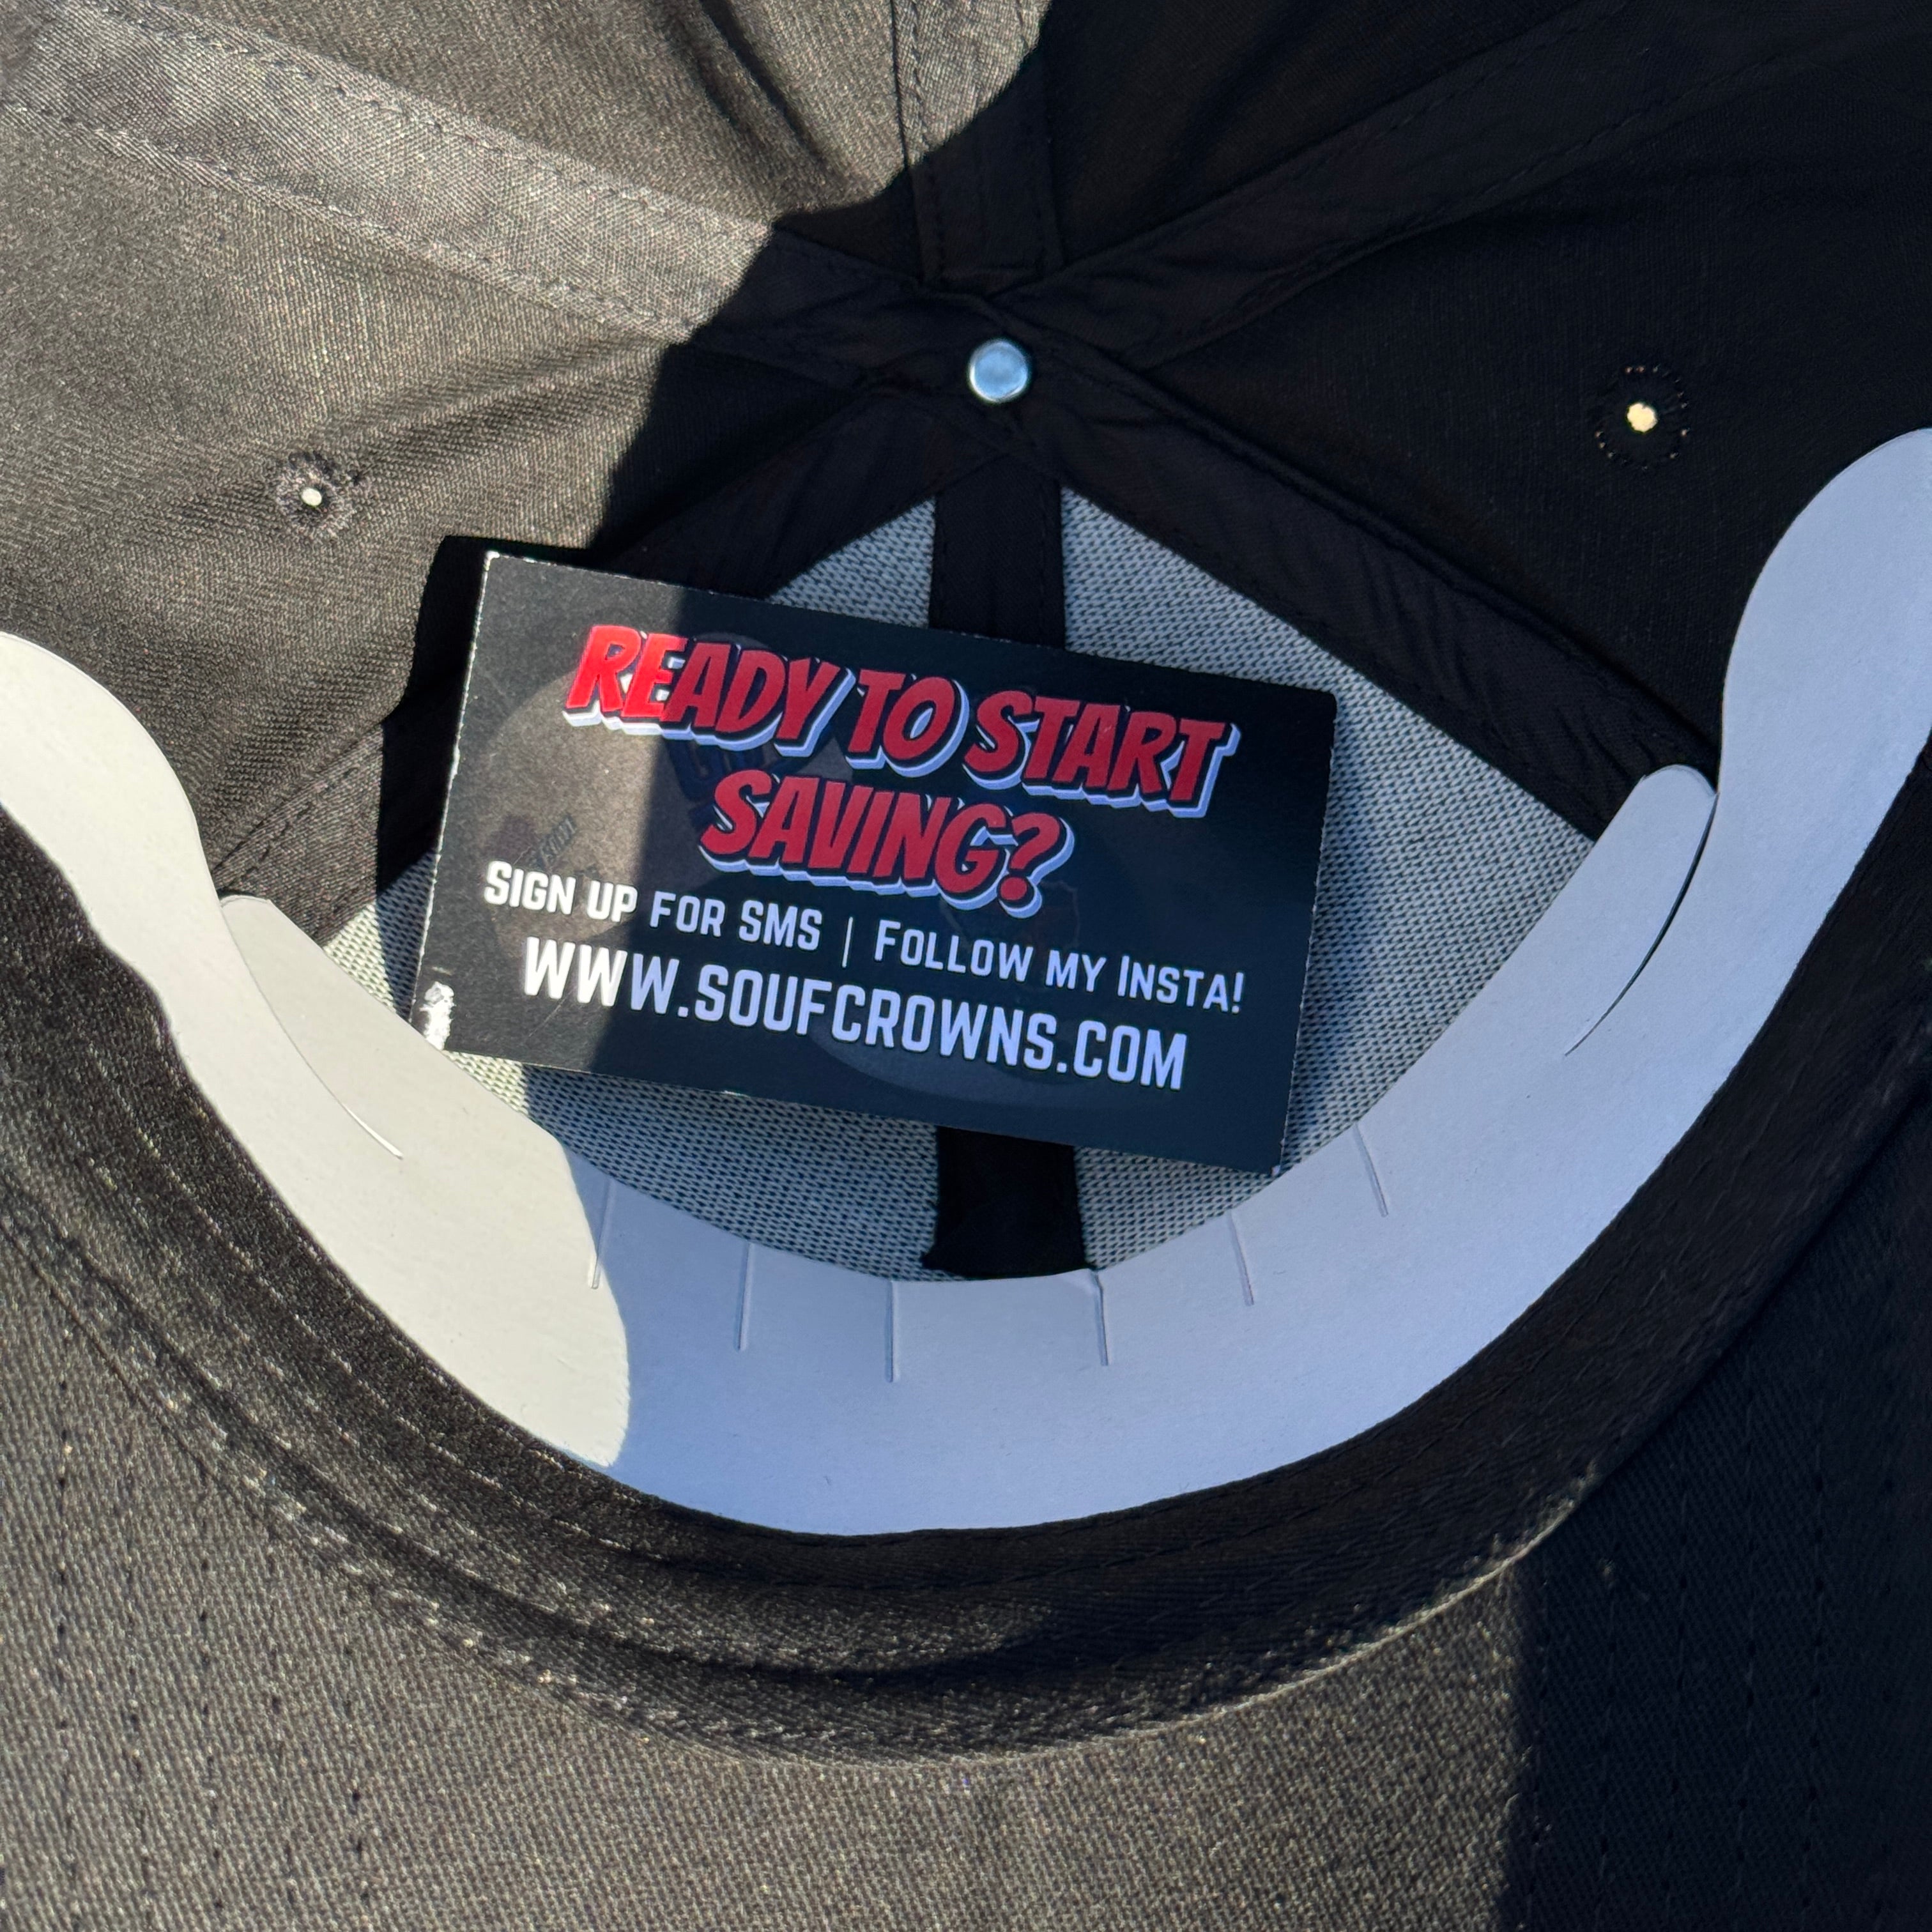 READY TO START
SAVING?
SIGN UP FOR SMS | FOLLOW MY INSTA!
WWW.SOUFCROWNS.COM